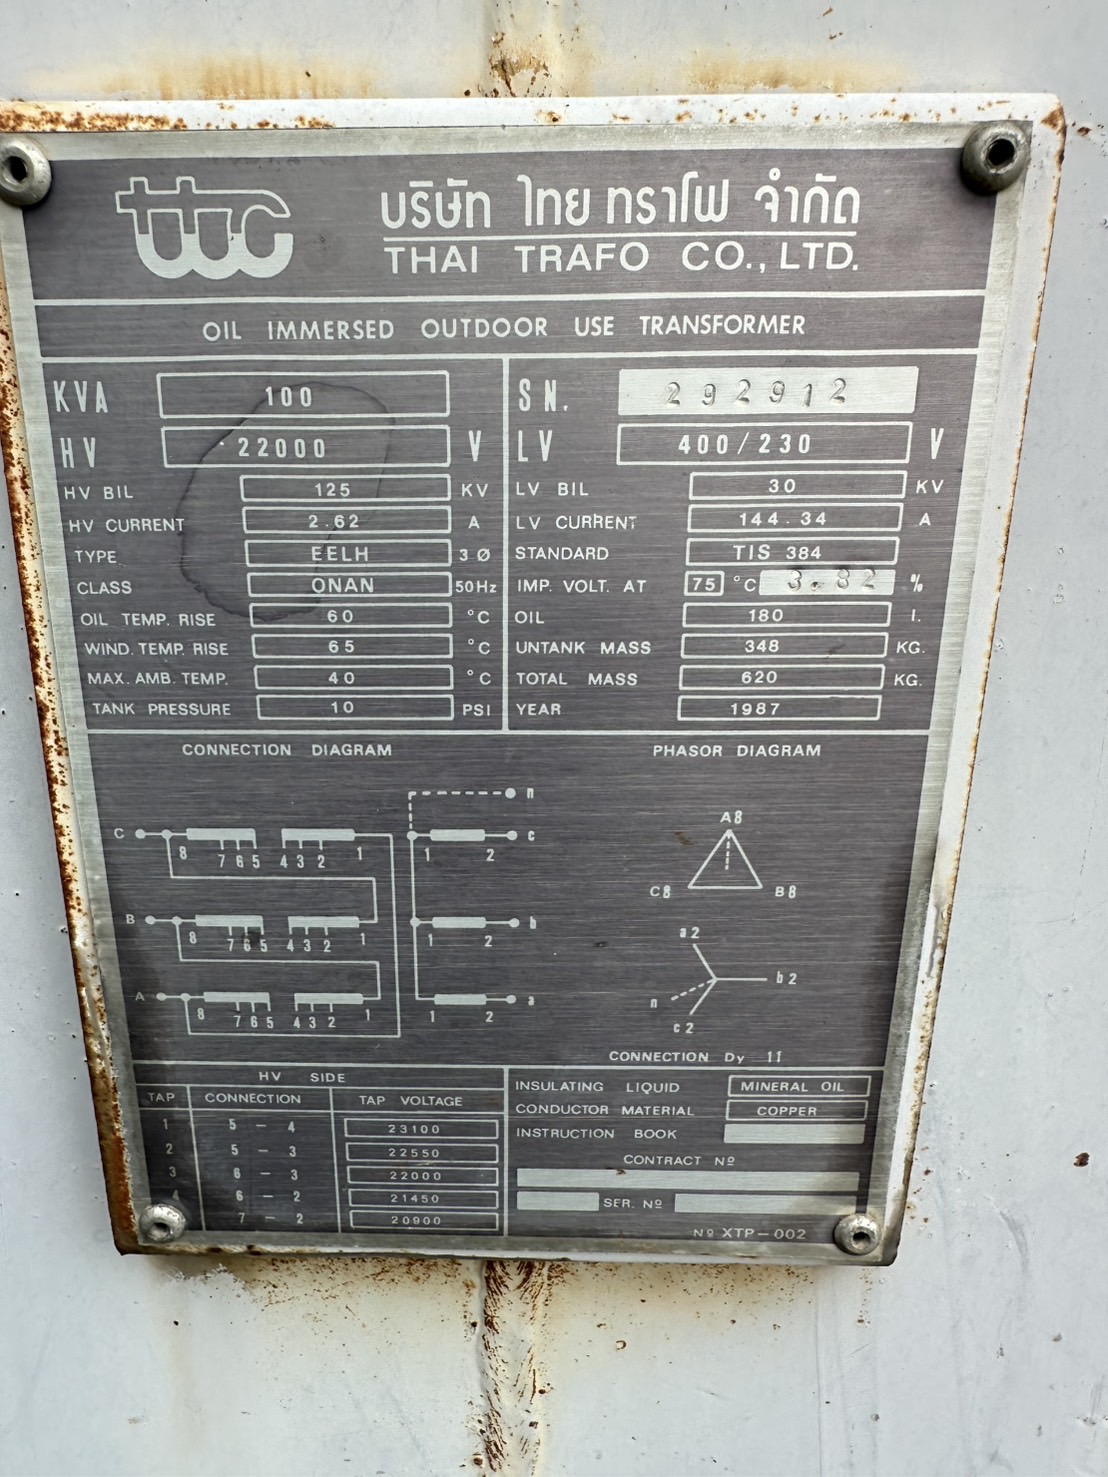 ttc
บริษัท ไทย ทราโฟ จำกัด
THAI TRAFO CO., LTD.
OIL IMMERSED OUTDOOR USE TRANSFORMER
KVA 100
HV 22000 V
HV BIL 125 KV
HV CURRENT 2.62 A
TYPE EELH 3 Ø
CLASS ONAN 50Hz
OIL TEMP. RISE 60 °C
WIND. TEMP. RISE 65 °C
MAX. AMB. TEMP. 40 °C
TANK PRESSURE 10 PSI
SN. 292912
LV 400/230 V
LV BIL 30 KV
LV CURRENT 144.34 A
STANDARD TIS 384
IMP. VOLT. AT 75 °C 3.82 %
OIL 180 l.
UNTANK MASS 348 KG.
TOTAL MASS 620 KG.
YEAR 1987
CONNECTION DIAGRAM
n
C c
8 7 6 5 4 3 2 1 1 2
B b
8 7 6 5 4 3 2 1 1 2
A a
8 7 6 5 4 3 2 1 1 2
PHASOR DIAGRAM
A8
C8 B8
a2
b2
n
c2
CONNECTION Dy 11
HV SIDE
TAP CONNECTION TAP VOLTAGE
1 5 - 4 23100
2 5 - 3 22550
3 6 - 3 22000
4 6 - 2 21450
7 - 2 20900
INSULATING LIQUID MINERAL OIL
CONDUCTOR MATERIAL COPPER
INSTRUCTION BOOK
CONTRACT Nº
SER. Nº
Nº XTP-002